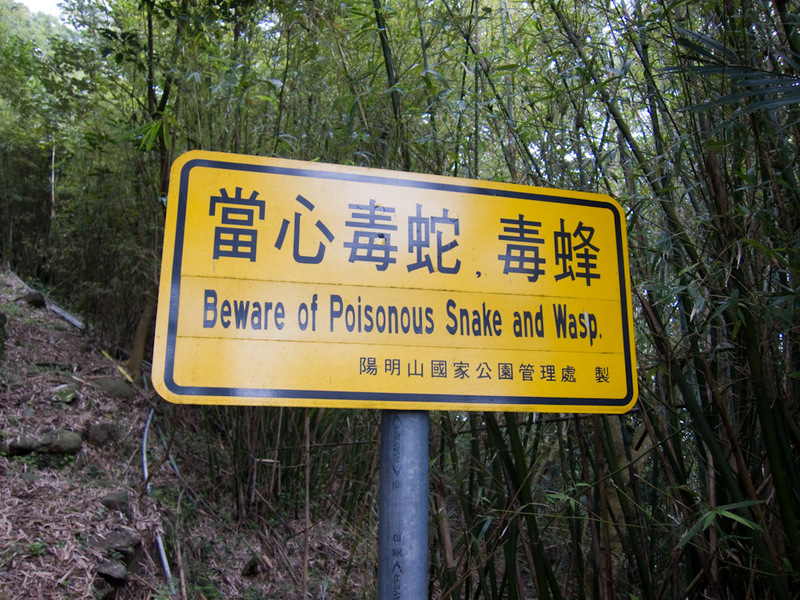 當心毒蛇,毒蜂
Beware of Poisonous Snake and Wasp.
陽明山國家公園管理處 製